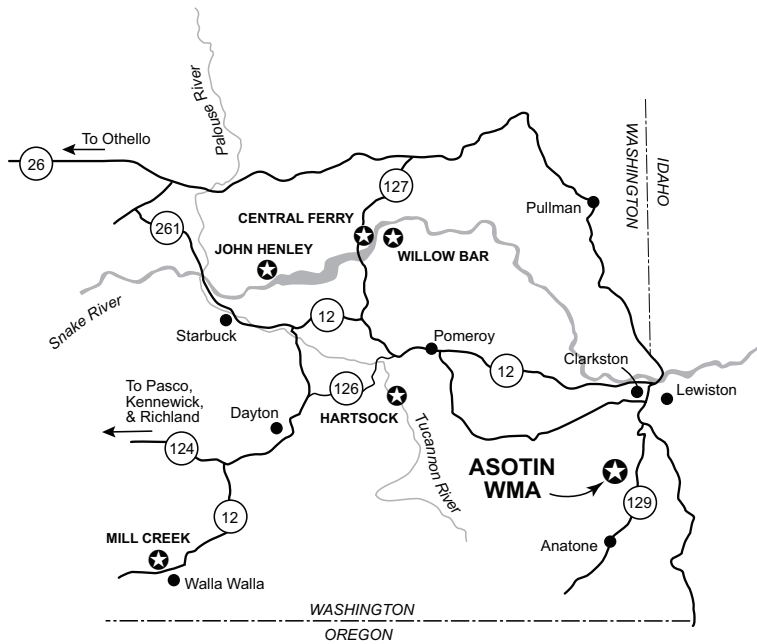 Palouse River
To Othello
26
WASHINGTON
IDAHO
127
Pullman
CENTRAL FERRY
261
JOHN HENLEY
WILLOW BAR
Snake River
Starbuck
12
Pomeroy
Clarkston
12
To Pasco,
Kennewick,
& Richland
126
Lewiston
Dayton
HARTSOCK
Tucannon River
124
ASOTIN
WMA
129
12
MILL CREEK
Anatone
Walla Walla
WASHINGTON
OREGON